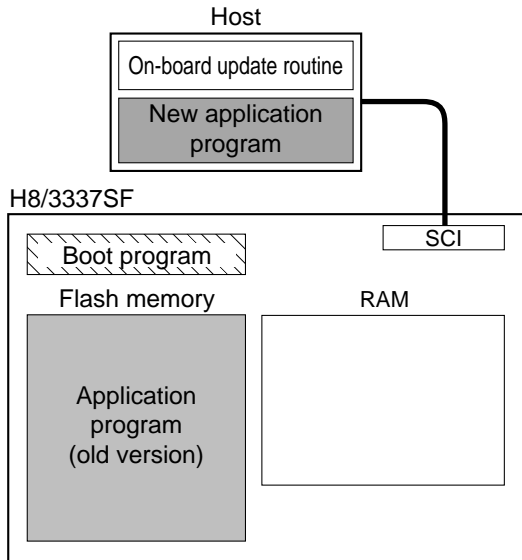 Host
On-board update routine
New application
program
H8/3337SF
SCI
Boot program
Flash memory
RAM
Application
program
(old version)